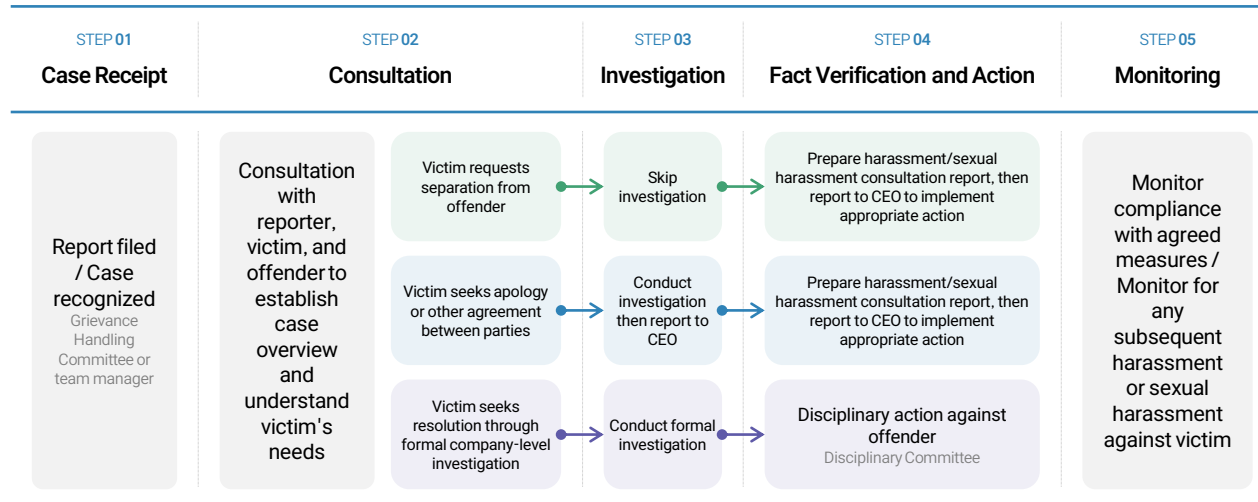 STEP 01
Case Receipt
STEP 02
Consultation
STEP 03
Investigation
STEP 04
Fact Verification and Action
STEP 05
Monitoring
Report filed
/ Case
recognized
Grievance
Handling
Committee or
team manager
Consultation
with
reporter,
victim, and
offender to
establish
case
overview
and
understand
victim's
needs
Victim requests
separation from
offender
Skip
investigation
Prepare harassment/sexual
harassment consultation report, then
report to CEO to implement
appropriate action
Victim seeks apology
or other agreement
between parties
Conduct
investigation
then report to
CEO
Prepare harassment/sexual
harassment consultation report, then
report to CEO to implement
appropriate action
Victim seeks
resolution through
formal company-level
investigation
Conduct formal
investigation
Disciplinary action against
offender
Disciplinary Committee
Monitor
compliance
with agreed
measures /
Monitor for
any
subsequent
harassment
or sexual
harassment
against victim